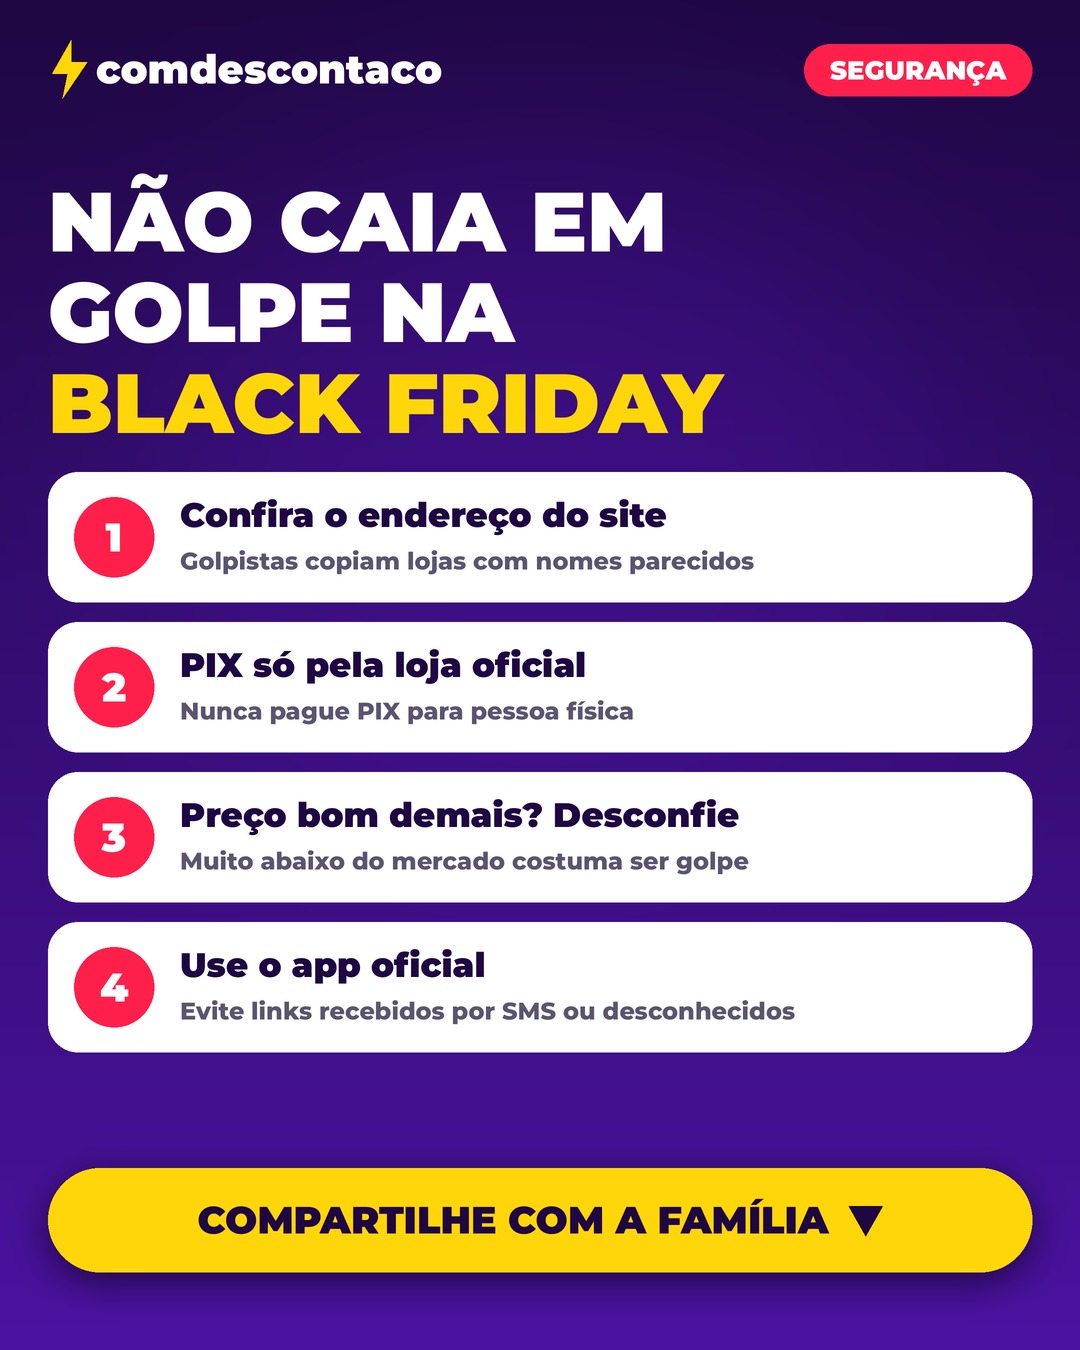 comdescontaco
SEGURANÇA
NÃO CAIA EM
GOLPE NA
BLACK FRIDAY
1
Confira o endereço do site
Golpistas copiam lojas com nomes parecidos
2
PIX só pela loja oficial
Nunca pague PIX para pessoa física
3
Preço bom demais? Desconfie
Muito abaixo do mercado costuma ser golpe
4
Use o app oficial
Evite links recebidos por SMS ou desconhecidos
COMPARTILHE COM A FAMÍLIA ▼